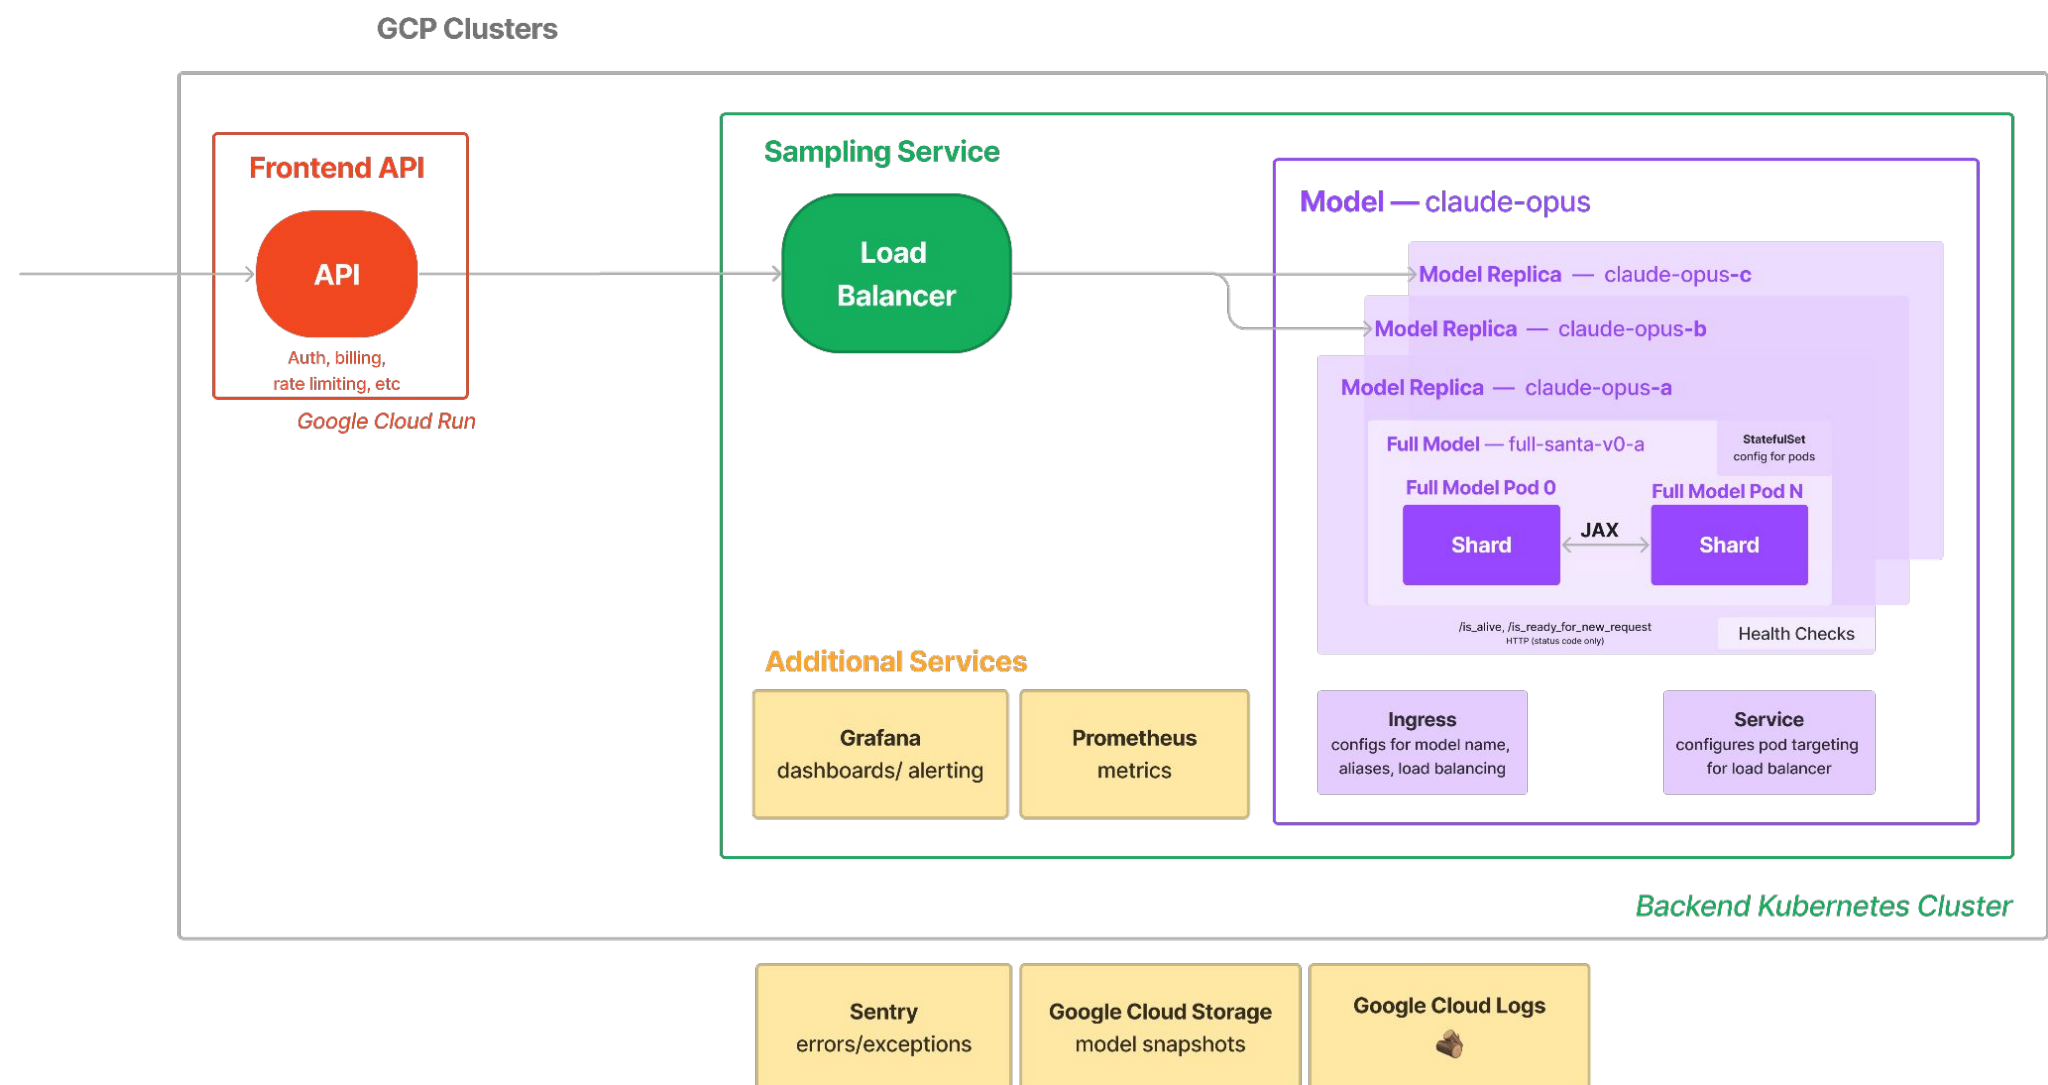 GCP Clusters
Frontend API
API
Auth, billing,
rate limiting, etc
Google Cloud Run
Sampling Service
Load
Balancer
Model — claude-opus
Model Replica — claude-opus-c
Model Replica — claude-opus-b
Model Replica — claude-opus-a
Full Model — full-santa-v0-a
StatefulSet
config for pods
Full Model Pod 0
Full Model Pod N
Shard
JAX
Shard
/is_alive, /is_ready_for_new_request
HTTP (status code only)
Health Checks
Additional Services
Grafana
dashboards/ alerting
Prometheus
metrics
Ingress
configs for model name,
aliases, load balancing
Service
configures pod targeting
for load balancer
Backend Kubernetes Cluster
Sentry
errors/exceptions
Google Cloud Storage
model snapshots
Google Cloud Logs